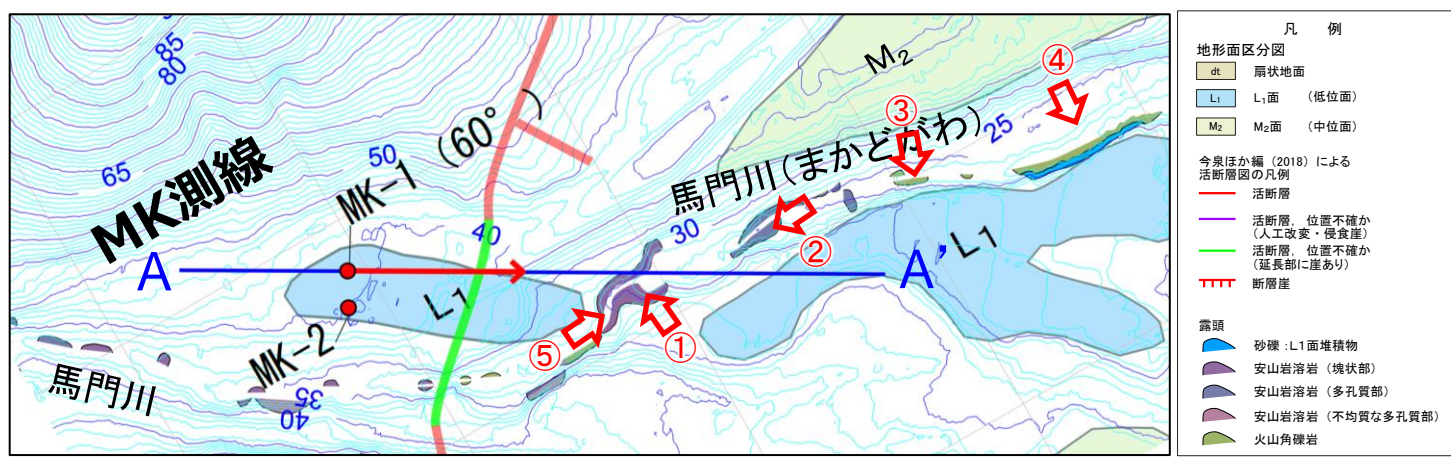 85
80
65
50
MK測線
MK-1 (60°)
M₂
馬門川(まかどがわ)
④
③
25
40
30
②
A
A'
L₁
L₁
MK-2
⑤
①
馬門川
35
40
凡 例
地形面区分図
dt 扇状地面
L₁ L₁面 (低位面)
M₂ M₂面 (中位面)
今泉ほか編 (2018) による
活断層図の凡例
活断層
活断層，位置不確か
(人工改変・侵食崖)
活断層，位置不確か
(延長部に崖あり)
断層崖
露頭
砂礫 :L1面堆積物
安山岩溶岩 (塊状部)
安山岩溶岩 (多孔質部)
安山岩溶岩 (不均質な多孔質部)
火山角礫岩